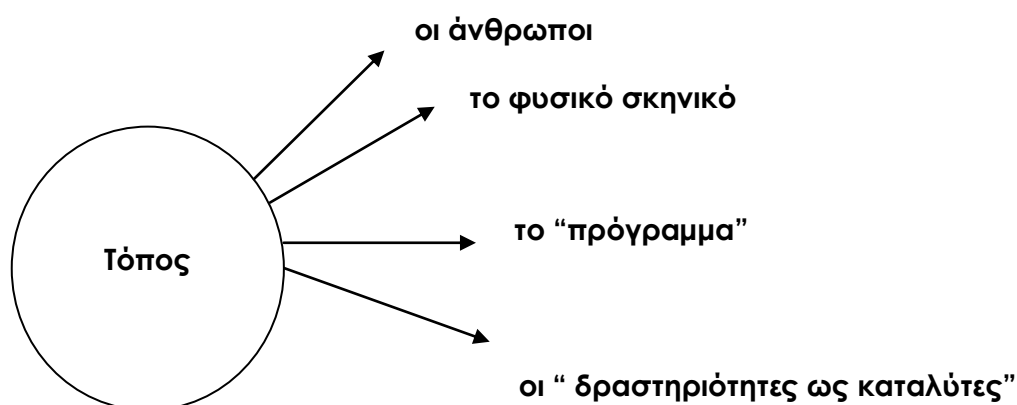 οι άνθρωποι
το φυσικό σκηνικό
το “πρόγραμμα”
Τόπος
οι “ δραστηριότητες ως καταλύτες”